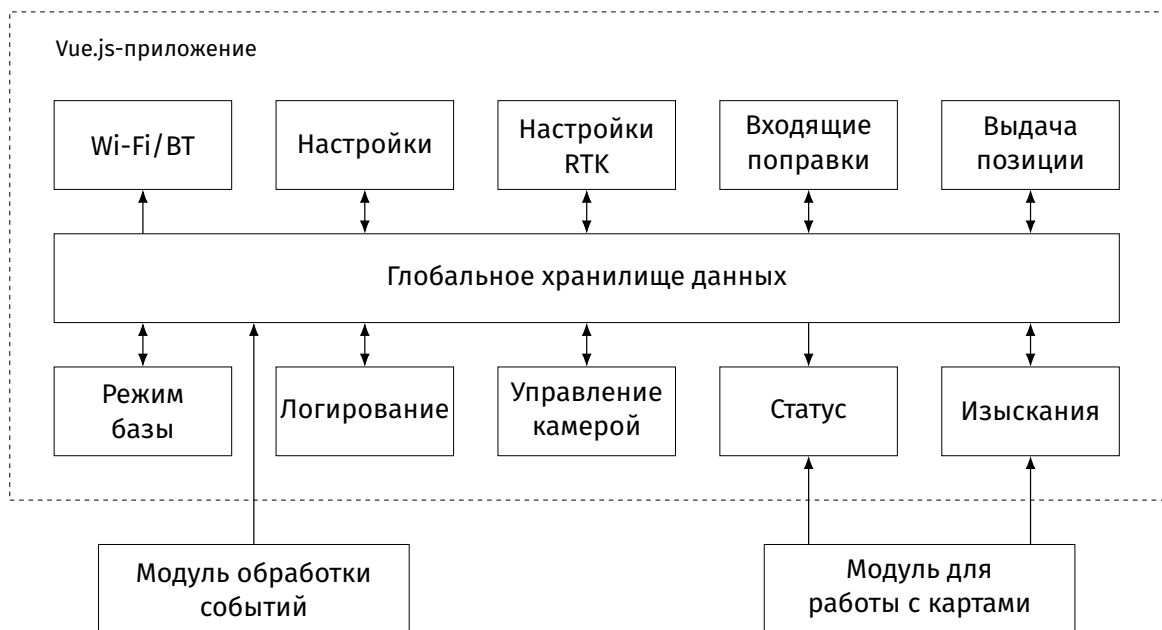 Vue.js-приложение
Wi-Fi/BT
Настройки
Настройки
RTK
Входящие
поправки
Выдача
позиции
Глобальное хранилище данных
Режим
базы
Логирование
Управление
камерой
Статус
Изыскания
Модуль обработки
событий
Модуль для
работы с картами